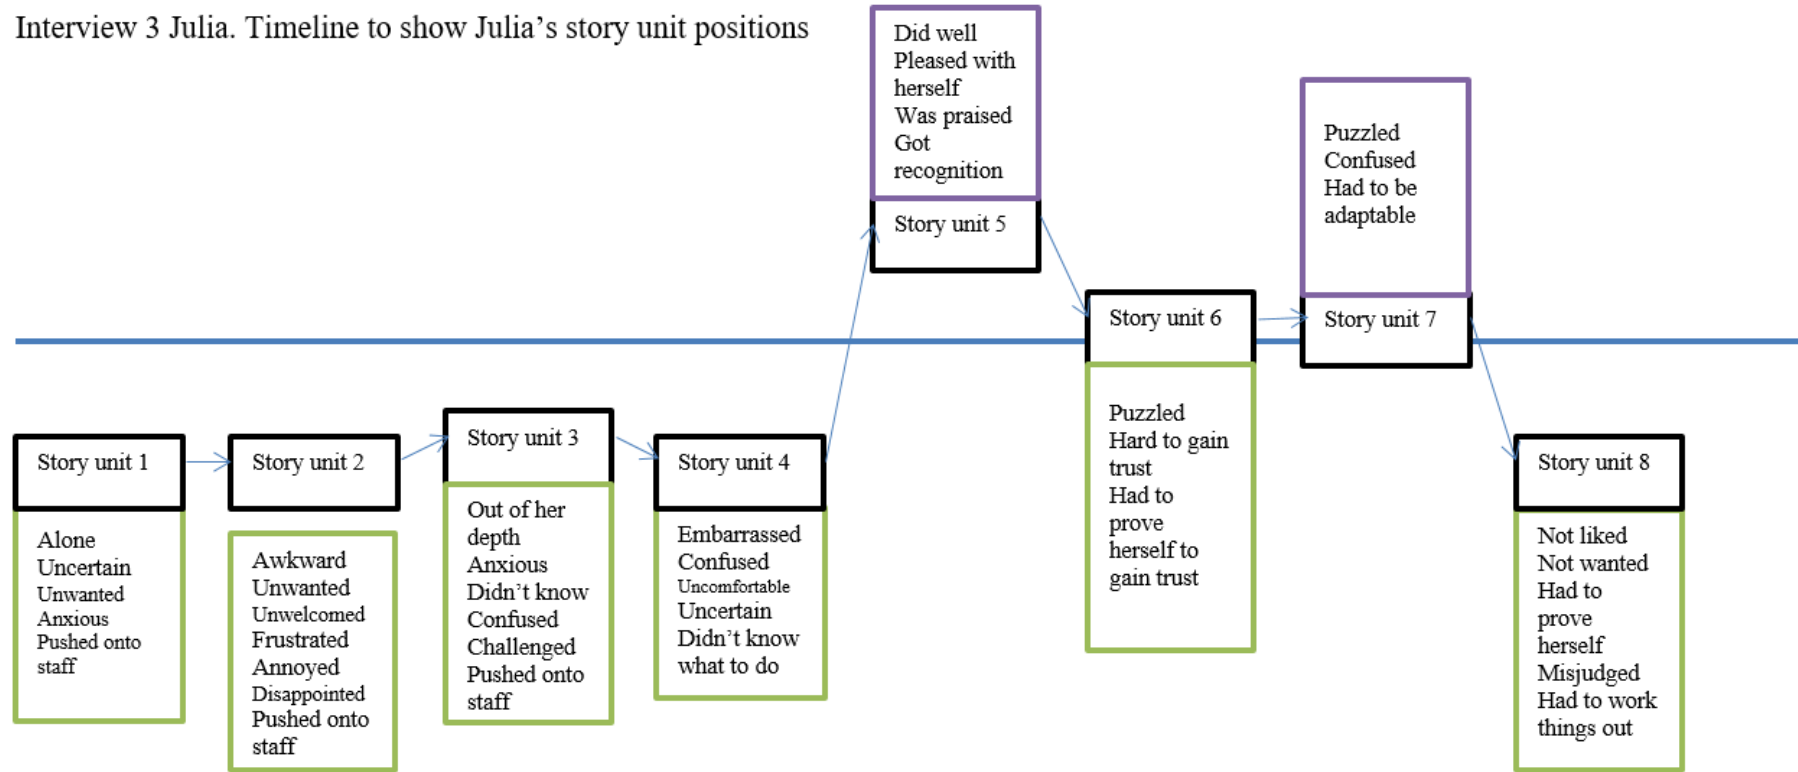 Interview 3 Julia. Timeline to show Julia’s story unit positions
Story unit 1
Alone
Uncertain
Unwanted
Anxious
Pushed onto
staff
Story unit 2
Awkward
Unwanted
Unwelcomed
Frustrated
Annoyed
Disappointed
Pushed onto
staff
Story unit 3
Out of her
depth
Anxious
Didn’t know
Confused
Challenged
Pushed onto
staff
Story unit 4
Embarrassed
Confused
Uncomfortable
Uncertain
Didn’t know
what to do
Did well
Pleased with
herself
Was praised
Got
recognition
Story unit 5
Story unit 6
Puzzled
Hard to gain
trust
Had to
prove
herself to
gain trust
Puzzled
Confused
Had to be
adaptable
Story unit 7
Story unit 8
Not liked
Not wanted
Had to
prove
herself
Misjudged
Had to work
things out